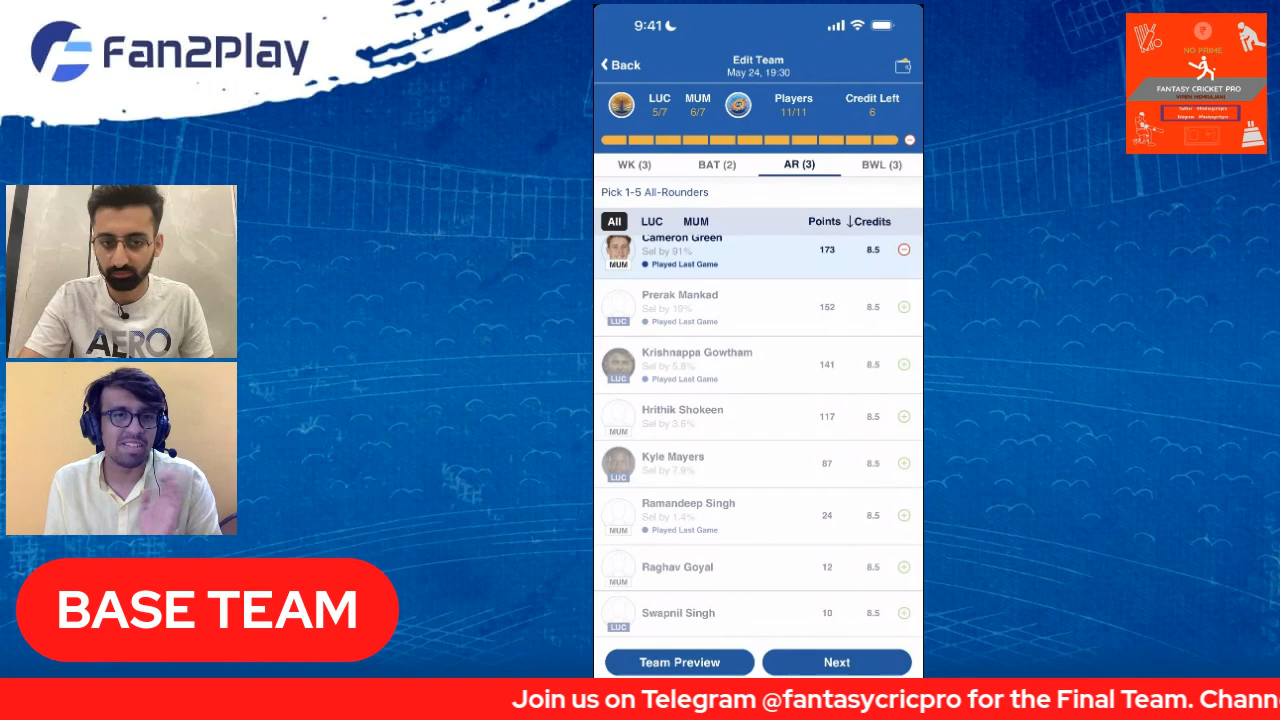 Fan2Play
AERO
BASE TEAM
9:41
Back
Edit Team
May 24, 19:30
LUC
5/7
MUM
6/7
Players
11/11
Credit Left
6
WK (3)
BAT (2)
AR (3)
BWL (3)
Pick 1-5 All-Rounders
All
LUC
MUM
Points
↓Credits
Cameron Green
Sel by 91%
Played Last Game
MUM
173
8.5
Prerak Mankad
Sel by 19%
Played Last Game
LUC
152
8.5
Krishnappa Gowtham
Sel by 5.8%
Played Last Game
LUC
141
8.5
Hrithik Shokeen
Sel by 3.6%
MUM
117
8.5
Kyle Mayers
Sel by 7.9%
LUC
87
8.5
Ramandeep Singh
Sel by 1.4%
Played Last Game
MUM
24
8.5
Raghav Goyal
MUM
12
8.5
Swapnil Singh
LUC
10
8.5
Team Preview
Next
NO PRIME
FANTASY CRICKET PRO
Join us on Telegram @fantasycricpro for the Final Team. Chann